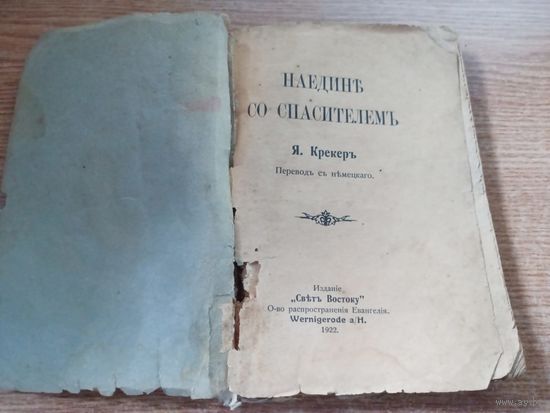 НАЕДИНѢ
СО СПАСИТЕЛЕМЪ
Я. Крекеръ
Переводъ съ нѣмецкаго.
Изданіе
„Свѣтъ Востоку"
О-во распространенія Евангелія.
Wernigerode a/H.
1922.